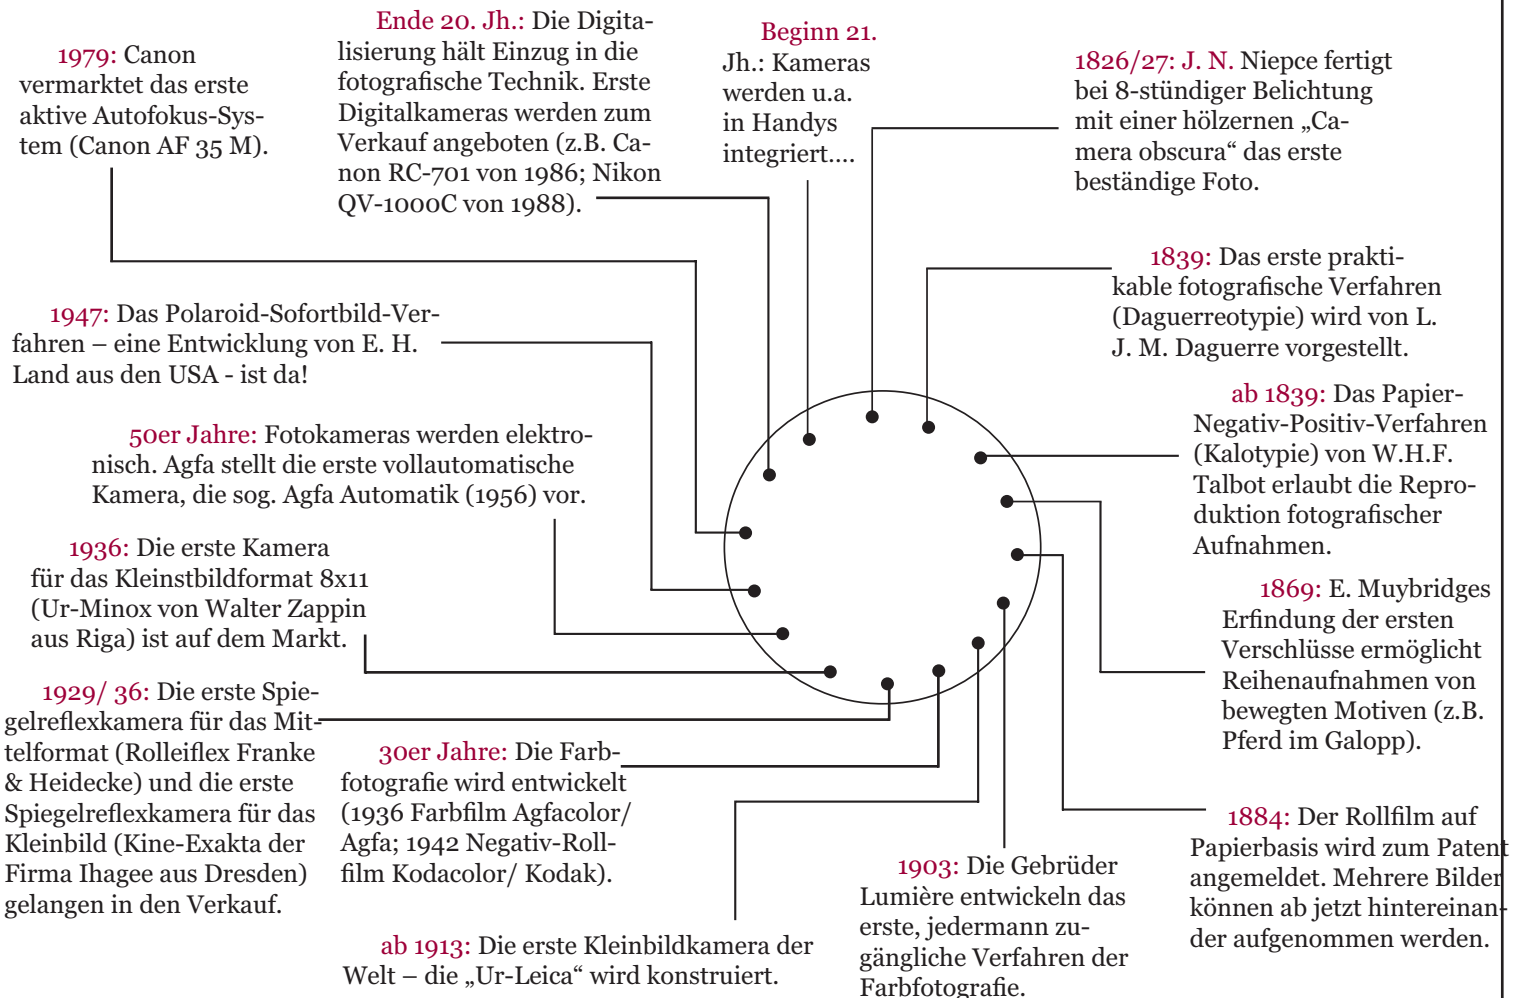 1826/27: J. N. Niepce fertigt
bei 8-stündiger Belichtung
mit einer hölzernen „Ca-
mera obscura“ das erste
beständige Foto.
1839: Das erste prakti-
kable fotografische Verfahren
(Daguerreotypie) wird von L.
J. M. Daguerre vorgestellt.
ab 1839: Das Papier-
Negativ-Positiv-Verfahren
(Kalotypie) von W.H.F.
Talbot erlaubt die Repro-
duktion fotografischer
Aufnahmen.
1869: E. Muybridges
Erfindung der ersten
Verschlüsse ermöglicht
Reihenaufnahmen von
bewegten Motiven (z.B.
Pferd im Galopp).
1884: Der Rollfilm auf
Papierbasis wird zum Patent
angemeldet. Mehrere Bilder
können ab jetzt hintereinan-
der aufgenommen werden.
1903: Die Gebrüder
Lumière entwickeln das
erste, jedermann zu-
gängliche Verfahren der
Farbfotografie.
ab 1913: Die erste Kleinbildkamera der
Welt – die „Ur-Leica“ wird konstruiert.
30er Jahre: Die Farb-
fotografie wird entwickelt
(1936 Farbfilm Agfacolor/
Agfa; 1942 Negativ-Roll-
film Kodacolor/ Kodak).
1929/ 36: Die erste Spie-
gelreflexkamera für das Mit-
telformat (Rolleiflex Franke
& Heidecke) und die erste
Spiegelreflexkamera für das
Kleinbild (Kine-Exakta der
Firma Ihagee aus Dresden)
gelangen in den Verkauf.
1936: Die erste Kamera
für das Kleinstbildformat 8x11
(Ur-Minox von Walter Zappin
aus Riga) ist auf dem Markt.
50er Jahre: Fotokameras werden elektro-
nisch. Agfa stellt die erste vollautomatische
Kamera, die sog. Agfa Automatik (1956) vor.
1947: Das Polaroid-Sofortbild-Ver-
fahren – eine Entwicklung von E. H.
Land aus den USA - ist da!
1979: Canon
vermarktet das erste
aktive Autofokus-Sys-
tem (Canon AF 35 M).
Ende 20. Jh.: Die Digita-
lisierung hält Einzug in die
fotografische Technik. Erste
Digitalkameras werden zum
Verkauf angeboten (z.B. Ca-
non RC-701 von 1986; Nikon
QV-1000C von 1988).
Beginn 21.
Jh.: Kameras
werden u.a.
in Handys
integriert....